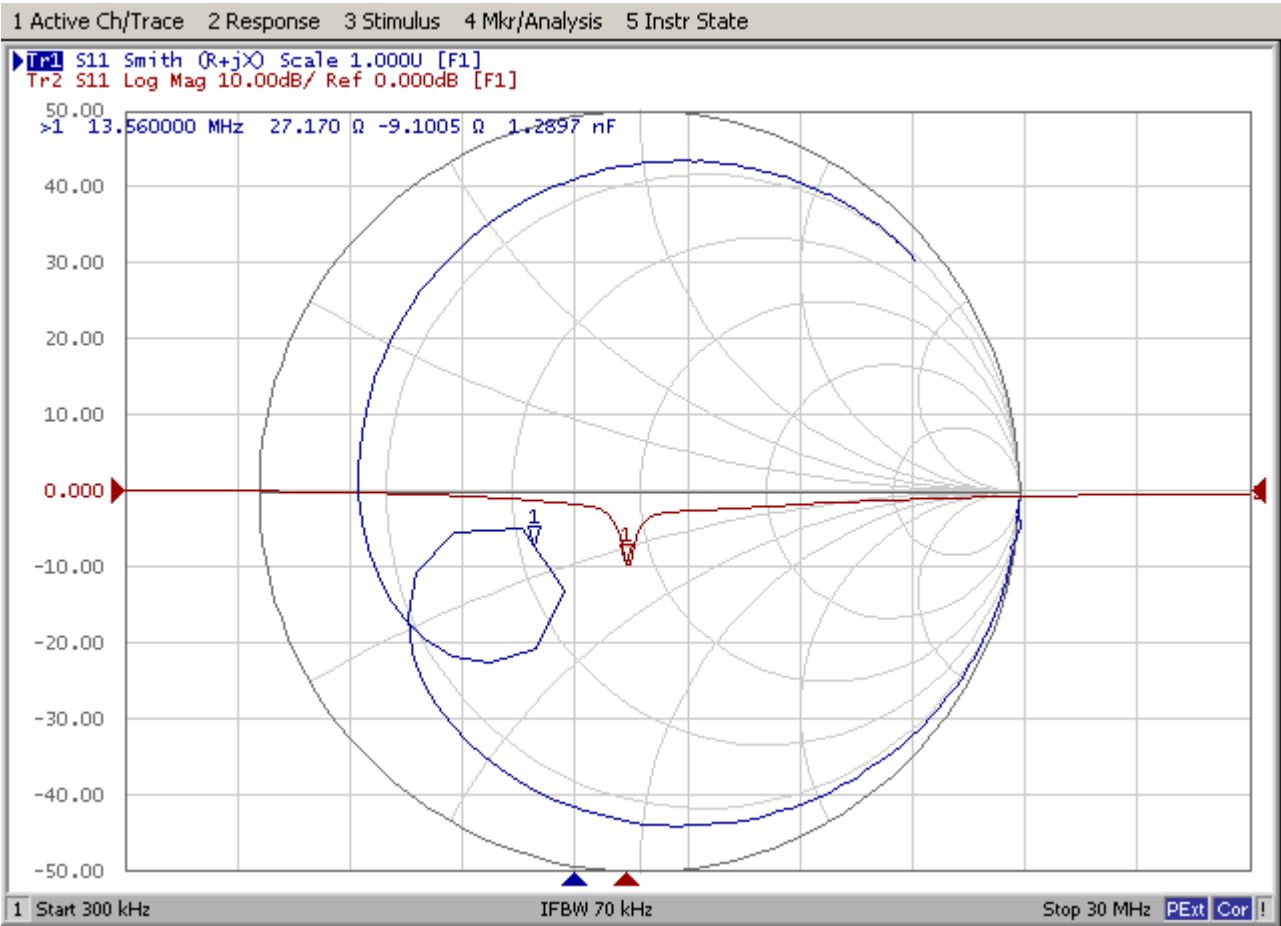 1 Active Ch/Trace 2 Response 3 Stimulus 4 Mkr/Analysis 5 Instr State
Tr1 S11 Smith (R+jX) Scale 1.000U [F1]
Tr2 S11 Log Mag 10.00dB/ Ref 0.000dB [F1]
50.00
>1 13.560000 MHz 27.170 Ω -9.1005 Ω 1.2897 nF
40.00
30.00
20.00
10.00
0.000
1
1
-10.00
-20.00
-30.00
-40.00
-50.00
1 Start 300 kHz IFBW 70 kHz Stop 30 MHz PExt Cor !